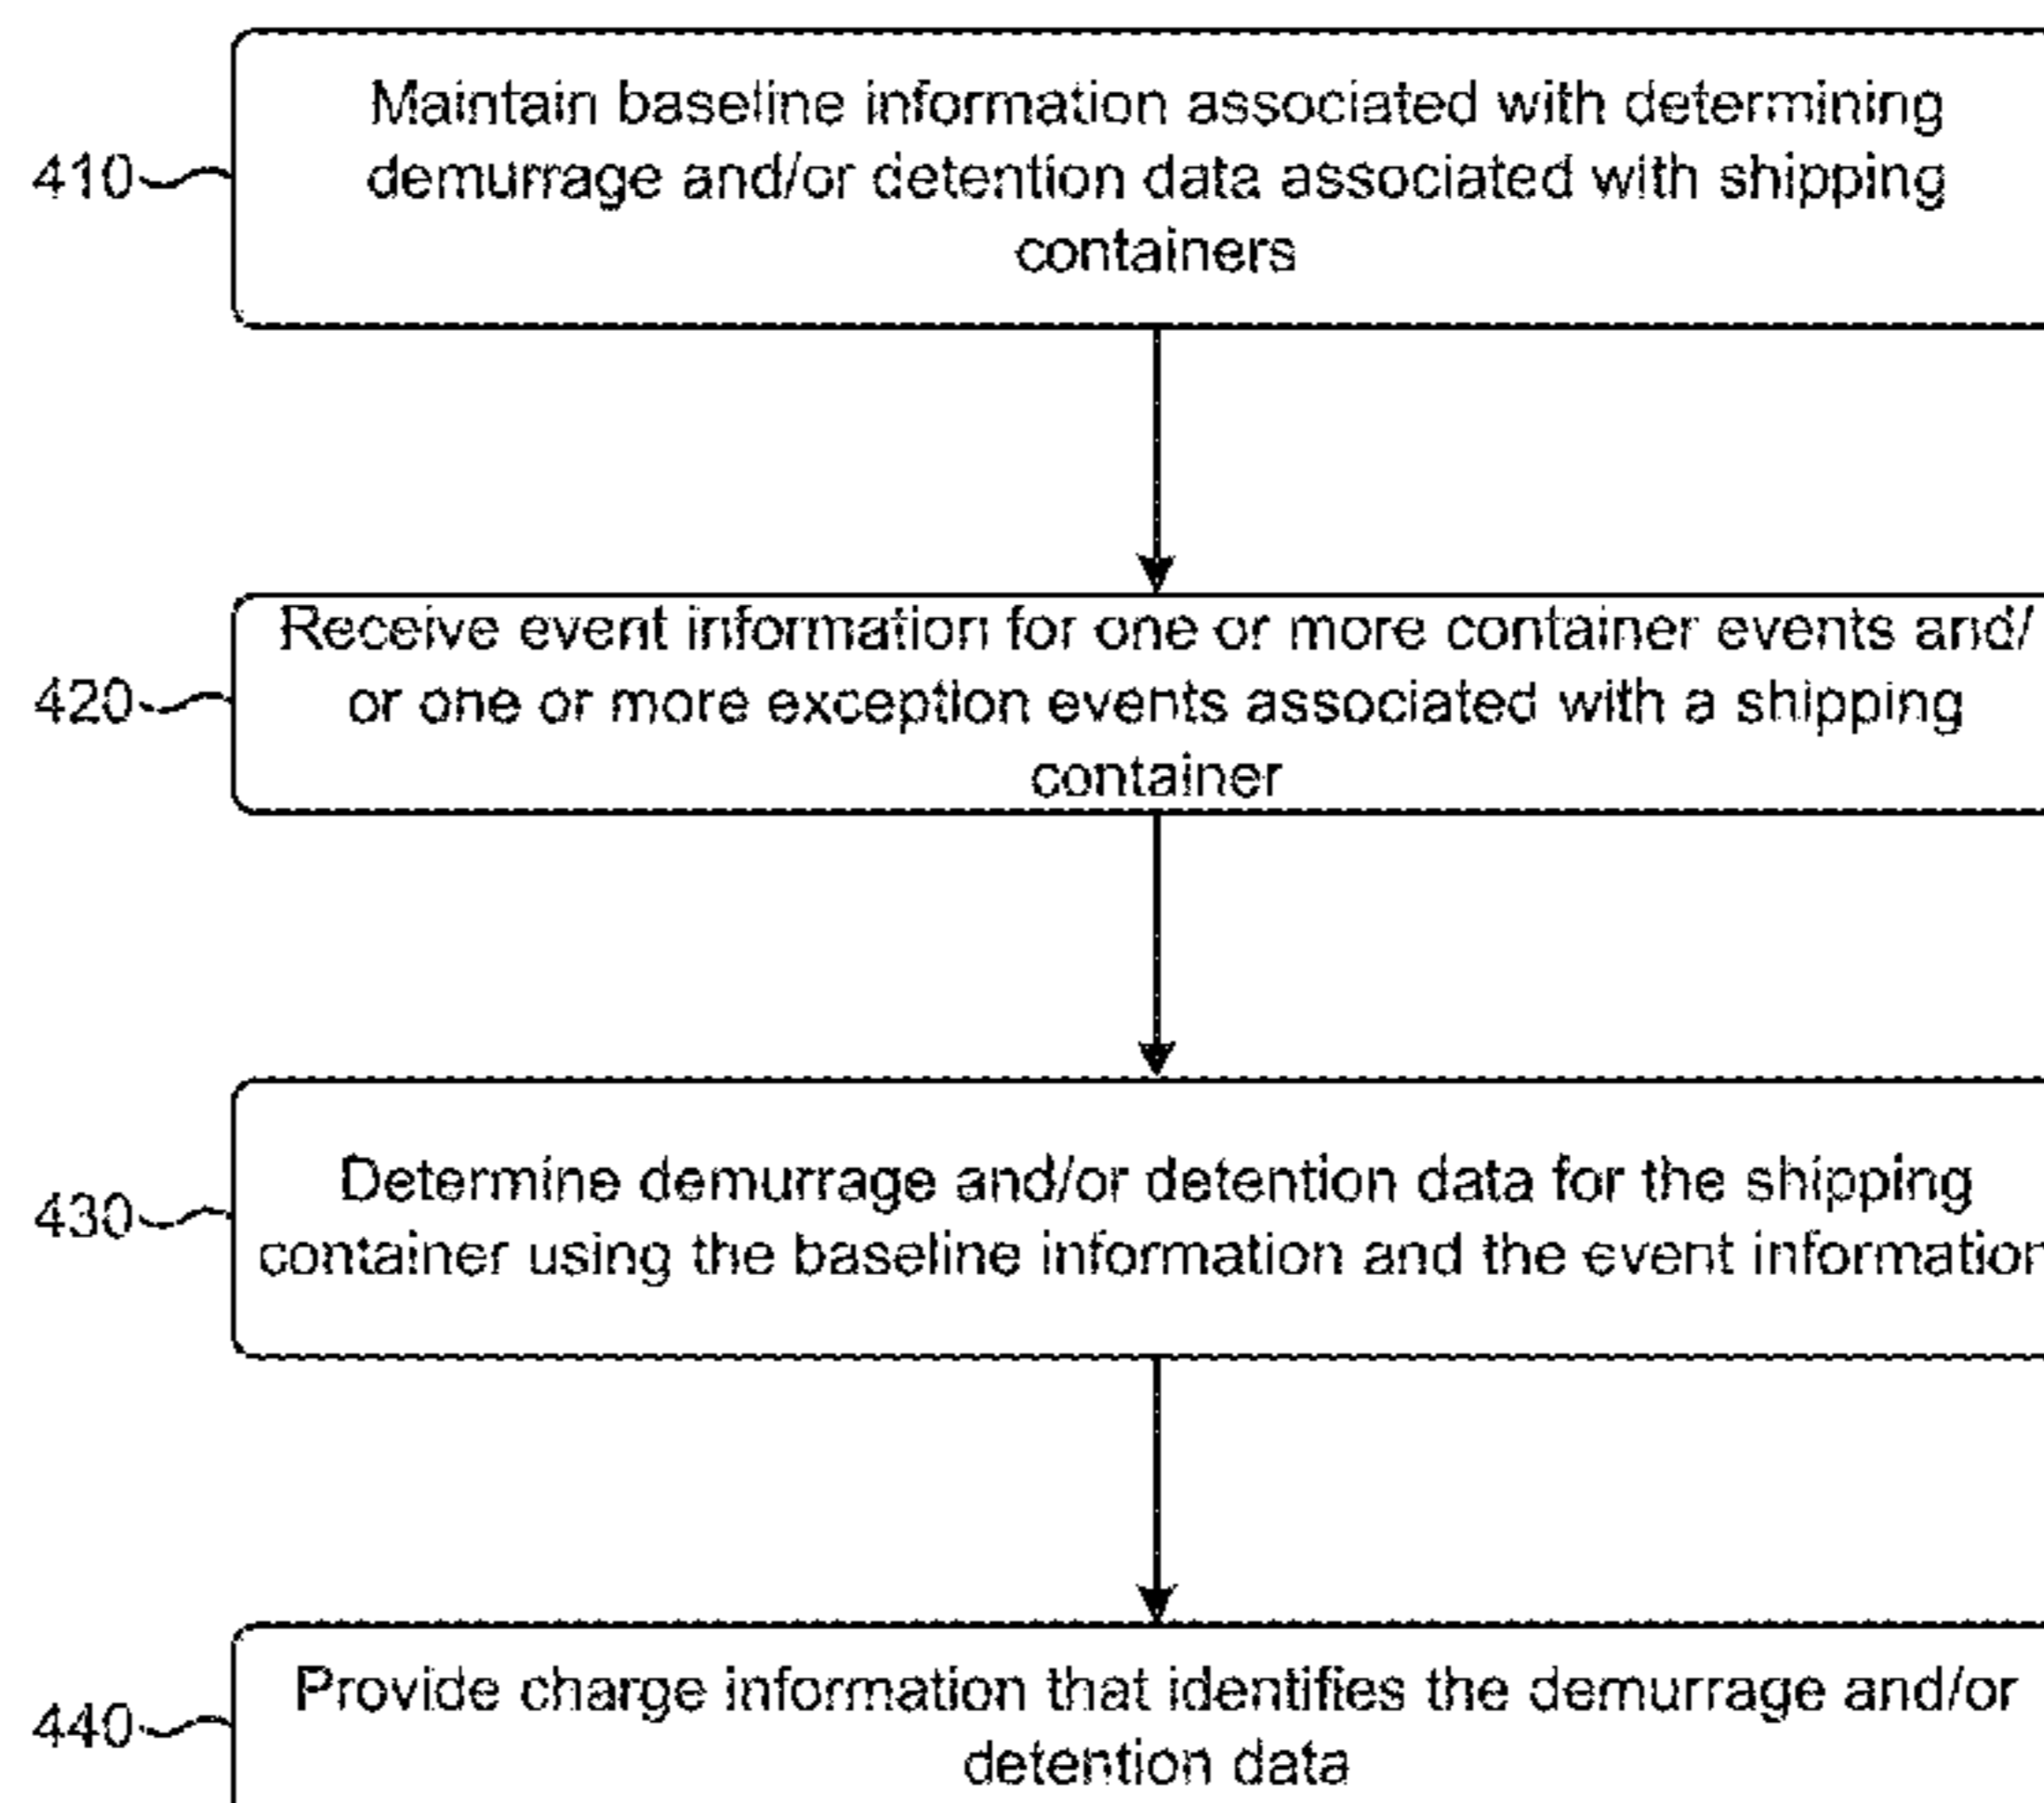 Maintain baseline information associated with determining
410
demurrage and/or detention data associated with shipping
containers
Receive event information for one or more container events and/
420
or one or more exception events associated with a shipping
container
Determine demurrage and/or detention data for the shipping
430
container using the baseline information and the event information
Provide charge information that identifies the demurrage and/or
440
detention data